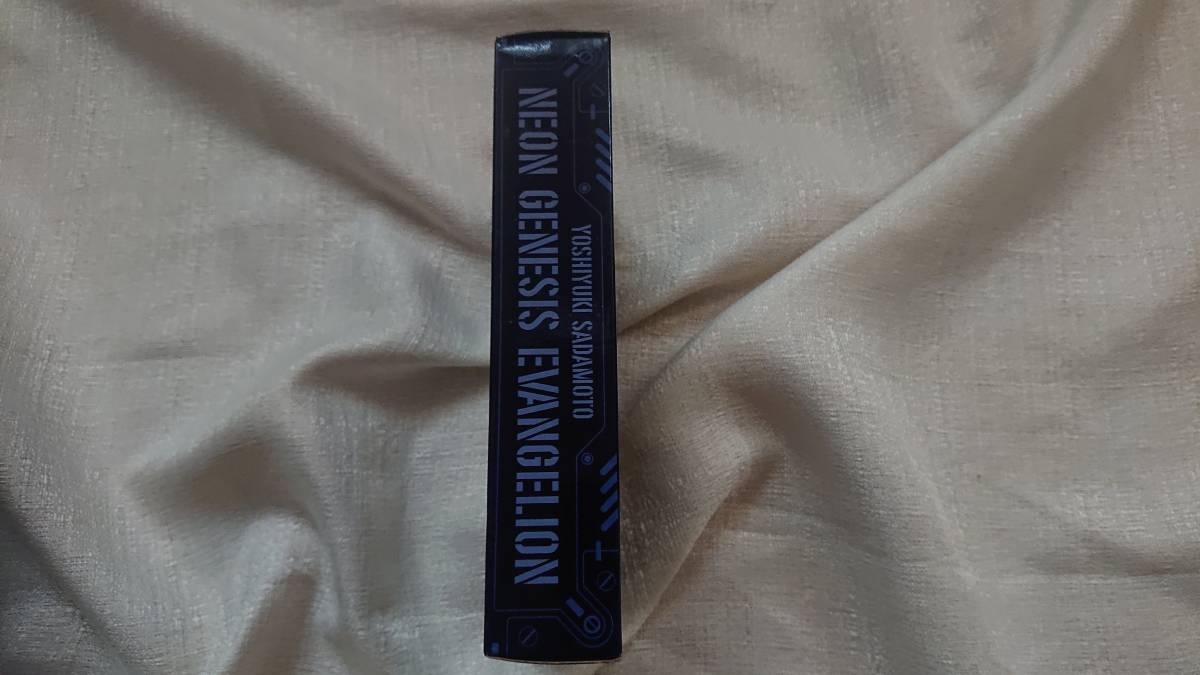 YOSHIYUKI SADAMOTO
NEON GENESIS EVANGELION